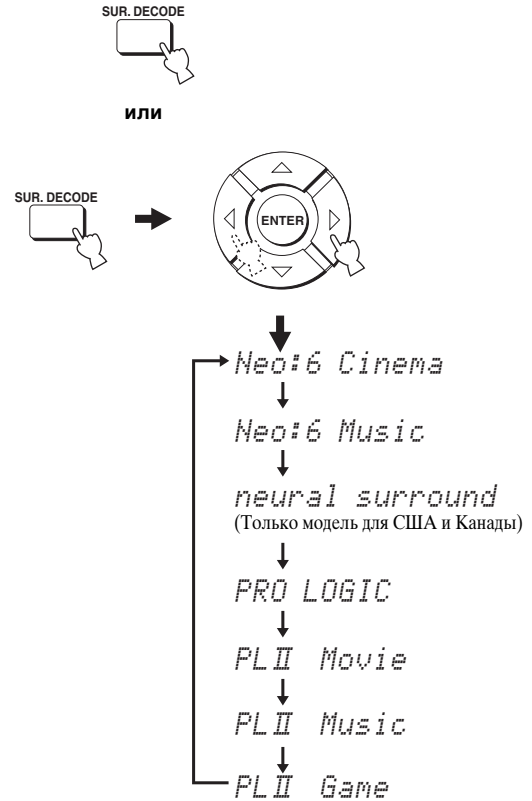 SUR. DECODE
или
SUR. DECODE
ENTER
Neo:6 Cinema
Neo:6 Music
neural surround
(Только модель для США и Канады)
PRO LOGIC
PLⅡ Movie
PLⅡ Music
PLⅡ Game